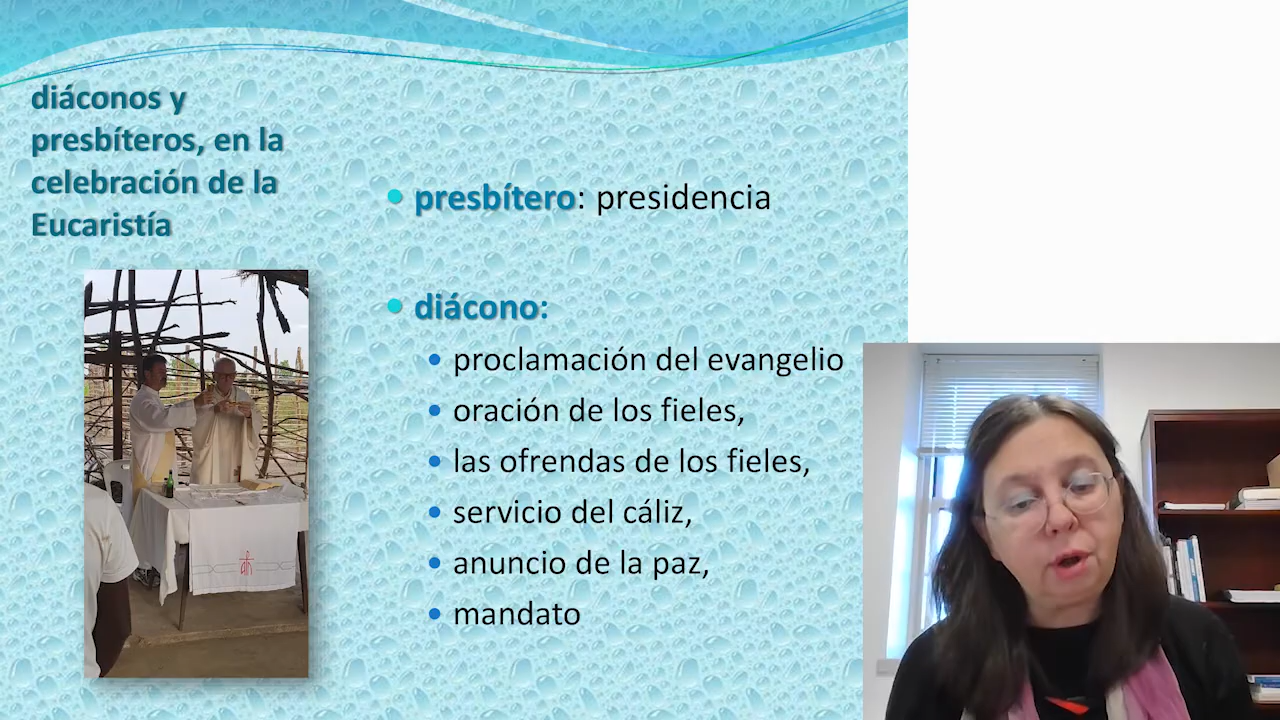 diáconos y
presbíteros, en la
celebración de la
Eucaristía
presbítero: presidencia
diácono:
proclamación del evangelio
oración de los fieles,
las ofrendas de los fieles,
servicio del cáliz,
anuncio de la paz,
mandato